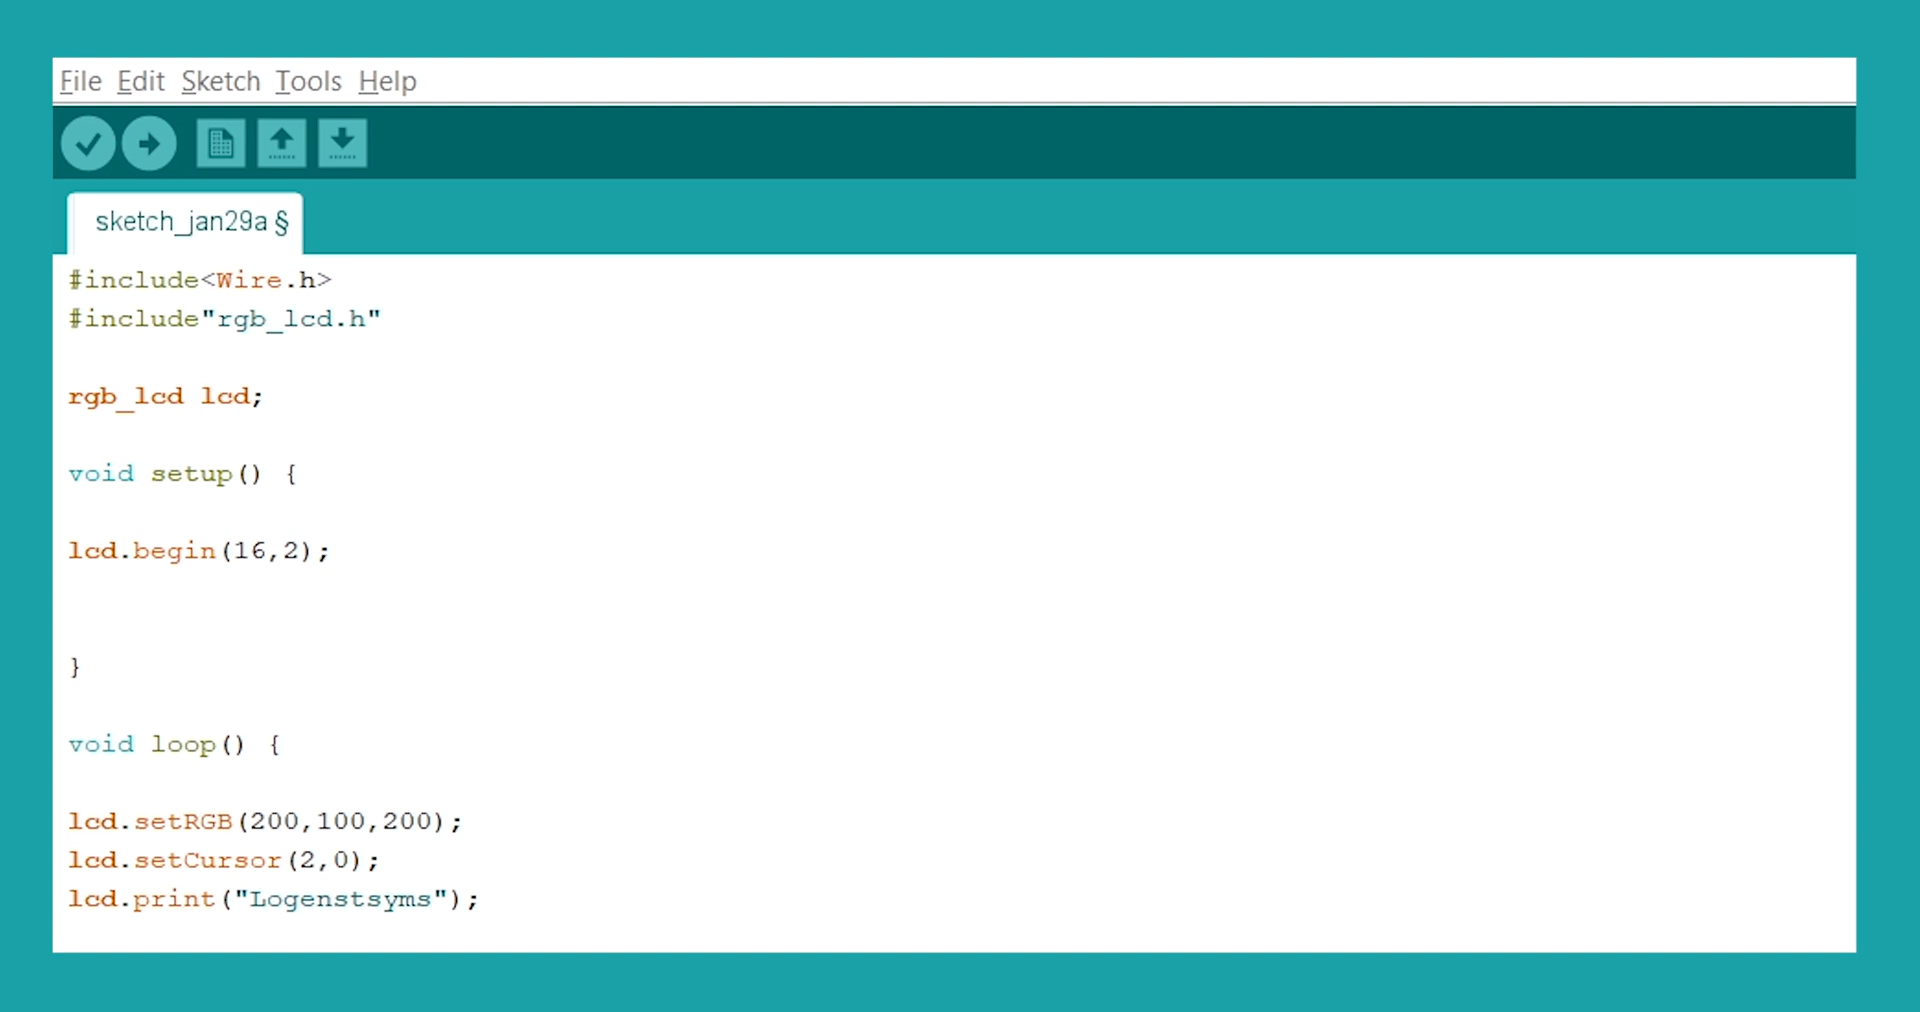 File Edit Sketch Tools Help
sketch_jan29a §
#include<Wire.h>
#include"rgb_lcd.h"
rgb_lcd lcd;
void setup() {
lcd.begin(16,2);
}
void loop() {
lcd.setRGB(200,100,200);
lcd.setCursor(2,0);
lcd.print("Logenstsyms");